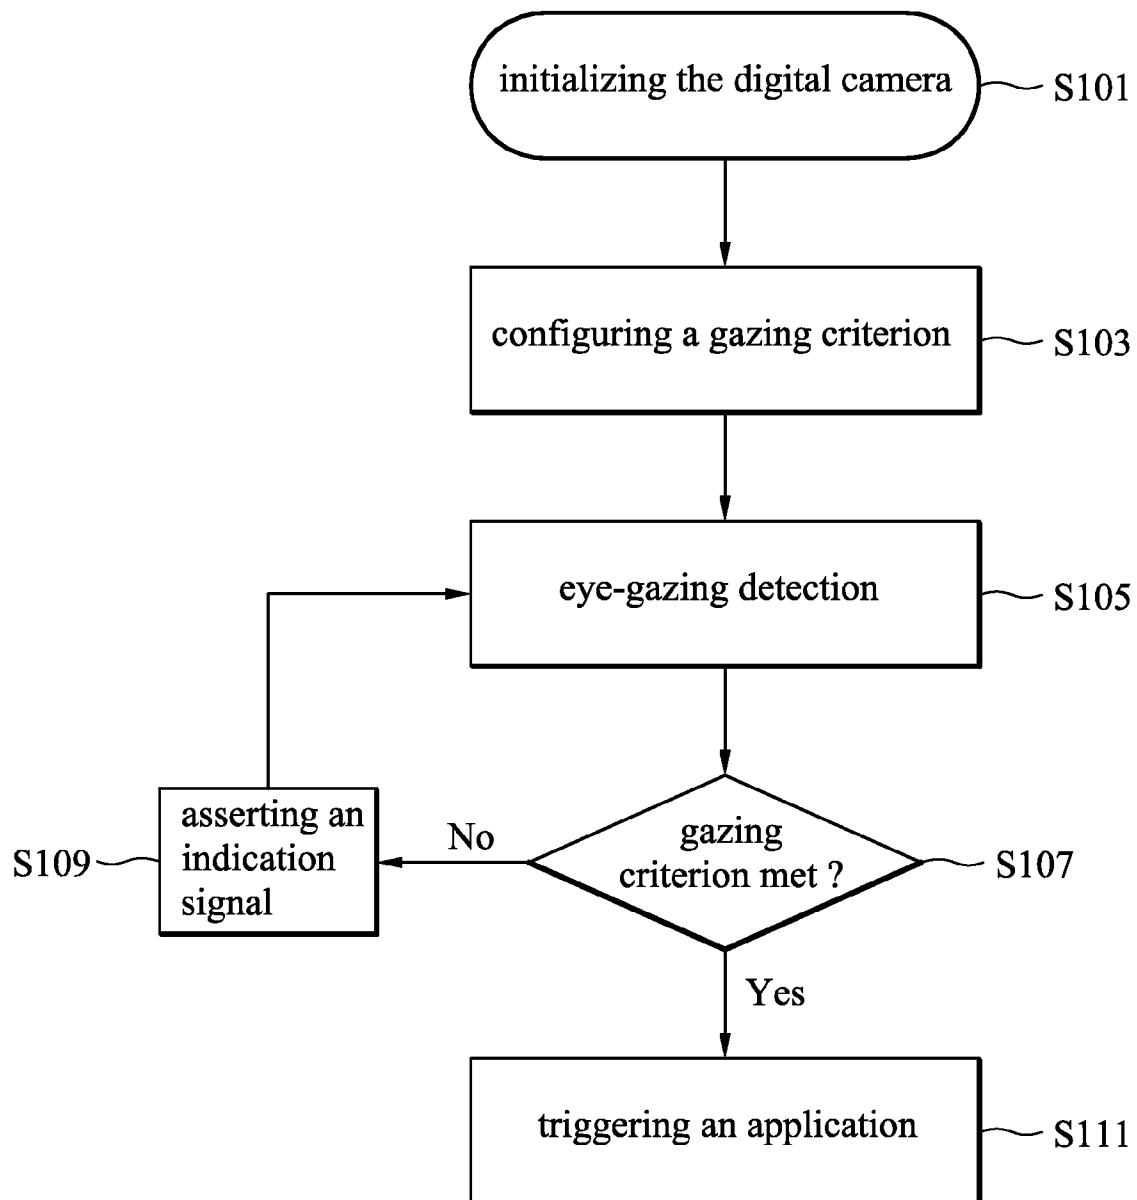 initializing the digital camera
S101
configuring a gazing criterion
S103
eye-gazing detection
S105
gazing
criterion met ?
S107
No
asserting an
indication
signal
S109
Yes
triggering an application
S111